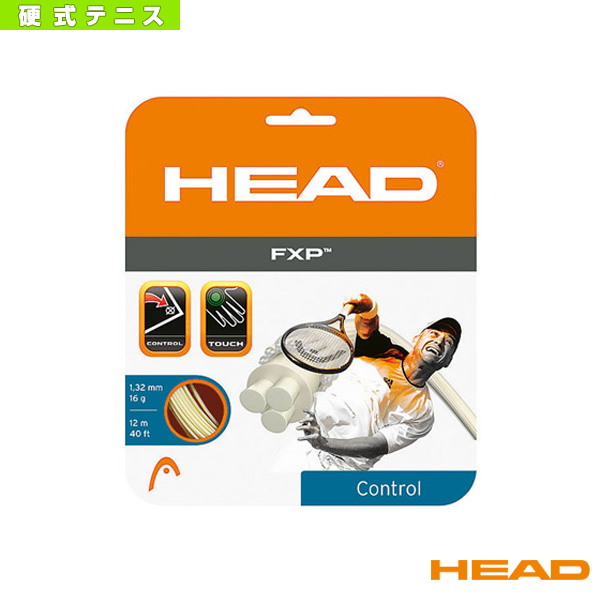 硬式テニス
HEAD®
FXP™
CONTROL
TOUCH
1,32 mm
16 g
12 m
40 ft
Control
HEAD